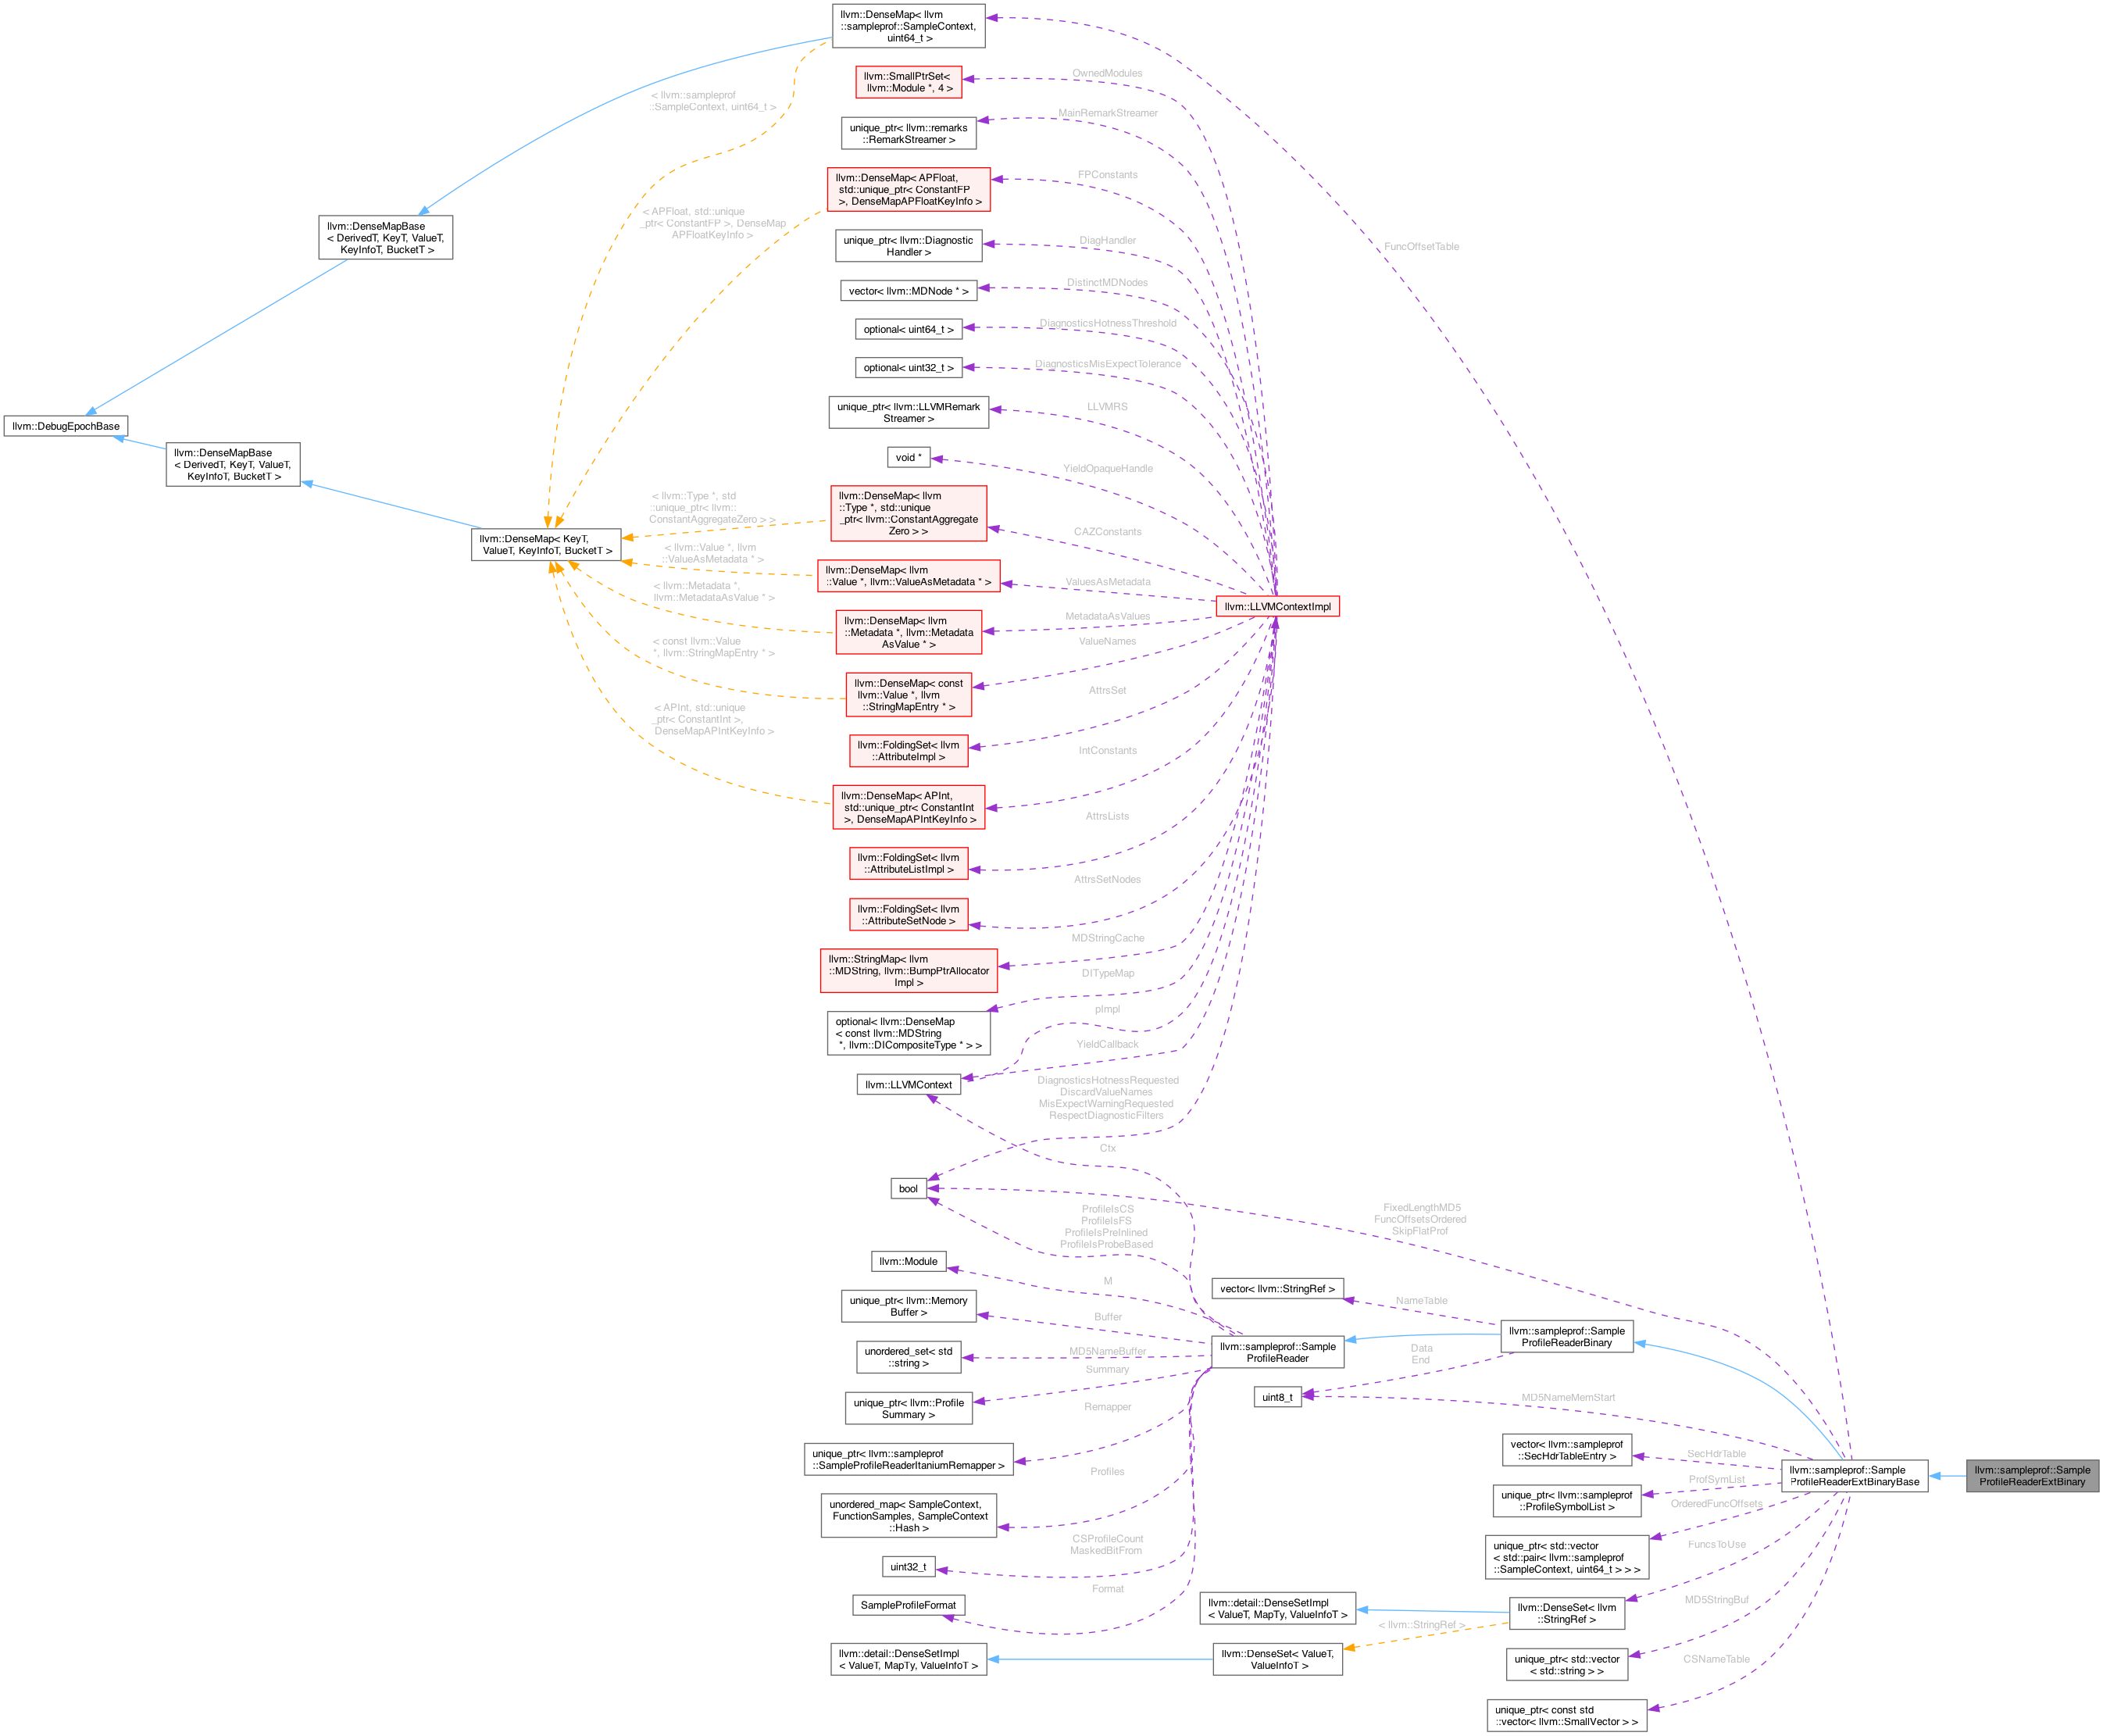 llvm::DenseMap< llvm
::sampleprof::SampleContext,
uint64_t >
llvm::SmallPtrSet<
llvm::Module *, 4 >
OwnedModules
< llvm::sampleprof
::SampleContext, uint64_t >
unique_ptr< llvm::remarks
::RemarkStreamer >
MainRemarkStreamer
llvm::DenseMap< APFloat,
std::unique_ptr< ConstantFP
>, DenseMapAPFloatKeyInfo >
FPConstants
< APFloat, std::unique
_ptr< ConstantFP >, DenseMap
APFloatKeyInfo >
llvm::DenseMapBase
< DerivedT, KeyT, ValueT,
KeyInfoT, BucketT >
unique_ptr< llvm::Diagnostic
Handler >
DiagHandler
FuncOffsetTable
vector< llvm::MDNode * >
DistinctMDNodes
optional< uint64_t >
DiagnosticsHotnessThreshold
optional< uint32_t >
DiagnosticsMisExpectTolerance
unique_ptr< llvm::LLVMRemark
Streamer >
LLVMRS
llvm::DebugEpochBase
llvm::DenseMapBase
< DerivedT, KeyT, ValueT,
KeyInfoT, BucketT >
void *
YieldOpaqueHandle
< llvm::Type *, std
::unique_ptr< llvm::
ConstantAggregateZero > >
llvm::DenseMap< llvm
::Type *, std::unique
_ptr< llvm::ConstantAggregate
Zero > >
CAZConstants
llvm::DenseMap< KeyT,
ValueT, KeyInfoT, BucketT >
< llvm::Value *, llvm
::ValueAsMetadata * >
llvm::DenseMap< llvm
::Value *, llvm::ValueAsMetadata * >
ValuesAsMetadata
< llvm::Metadata *,
llvm::MetadataAsValue * >
llvm::LLVMContextImpl
llvm::DenseMap< llvm
::Metadata *, llvm::Metadata
AsValue * >
MetadataAsValues
< const llvm::Value
*, llvm::StringMapEntry * >
ValueNames
llvm::DenseMap< const
llvm::Value *, llvm
::StringMapEntry * >
AttrsSet
< APInt, std::unique
_ptr< ConstantInt >,
DenseMapAPIntKeyInfo >
llvm::FoldingSet< llvm
::AttributeImpl >
IntConstants
llvm::DenseMap< APInt,
std::unique_ptr< ConstantInt
>, DenseMapAPIntKeyInfo >
AttrsLists
llvm::FoldingSet< llvm
::AttributeListImpl >
AttrsSetNodes
llvm::FoldingSet< llvm
::AttributeSetNode >
MDStringCache
llvm::StringMap< llvm
::MDString, llvm::BumpPtrAllocator
Impl >
DITypeMap
optional< llvm::DenseMap
< const llvm::MDString
*, llvm::DICompositeType * > >
pImpl
YieldCallback
llvm::LLVMContext
DiagnosticsHotnessRequested
DiscardValueNames
MisExpectWarningRequested
RespectDiagnosticFilters
Ctx
bool
ProfileIsCS
ProfileIsFS
ProfileIsPreInlined
ProfileIsProbeBased
FixedLengthMD5
FuncOffsetsOrdered
SkipFlatProf
llvm::Module
M
vector< llvm::StringRef >
NameTable
unique_ptr< llvm::Memory
Buffer >
Buffer
llvm::sampleprof::Sample
ProfileReaderBinary
unordered_set< std
::string >
MD5NameBuffer
llvm::sampleprof::Sample
ProfileReader
Data
End
Summary
unique_ptr< llvm::Profile
Summary >
uint8_t
MD5NameMemStart
Remapper
unique_ptr< llvm::sampleprof
::SampleProfileReaderItaniumRemapper >
vector< llvm::sampleprof
::SecHdrTableEntry >
SecHdrTable
llvm::sampleprof::Sample
ProfileReaderExtBinaryBase
llvm::sampleprof::Sample
ProfileReaderExtBinary
Profiles
unordered_map< SampleContext,
FunctionSamples, SampleContext
::Hash >
unique_ptr< llvm::sampleprof
::ProfileSymbolList >
ProfSymList
OrderedFuncOffsets
CSProfileCount
MaskedBitFrom
uint32_t
unique_ptr< std::vector
< std::pair< llvm::sampleprof
::SampleContext, uint64_t > > >
FuncsToUse
Format
SampleProfileFormat
llvm::detail::DenseSetImpl
< ValueT, MapTy, ValueInfoT >
llvm::DenseSet< llvm
::StringRef >
MD5StringBuf
< llvm::StringRef >
llvm::detail::DenseSetImpl
< ValueT, MapTy, ValueInfoT >
llvm::DenseSet< ValueT,
ValueInfoT >
unique_ptr< std::vector
< std::string > >
CSNameTable
unique_ptr< const std
::vector< llvm::SmallVector > >